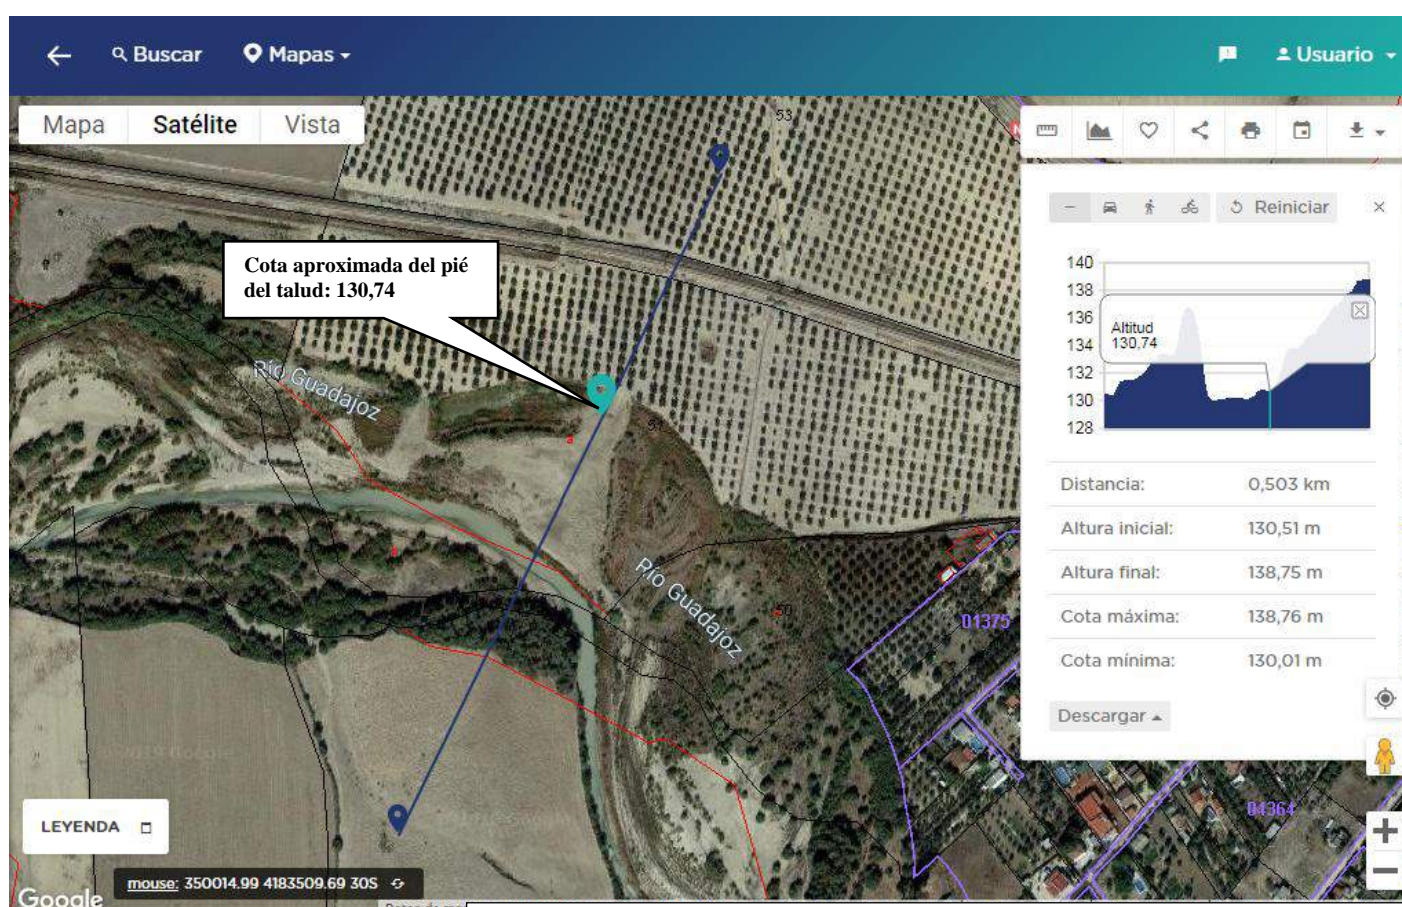 Buscar
Mapas
Usuario
Mapa
Satélite
Vista
53
Reiniciar
Cota aproximada del pié
del talud: 130,74
140
138
136
134
132
130
128
Altitud
130,74
Río Guadajoz
51
a
Distancia: 0,503 km
Altura inicial: 130,51 m
Altura final: 138,75 m
Cota máxima: 138,76 m
Cota mínima: 130,01 m
Río Guadajoz
50
01375
Descargar
04364
LEYENDA
mouse: 350014.99 4183509.69 30S
Google